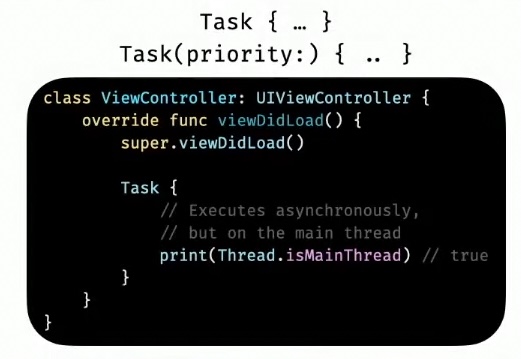 Task { … }
Task(priority:) { .. }
class ViewController: UIViewController {
    override func viewDidLoad() {
        super.viewDidLoad()

        Task {
            // Executes asynchronously,
            // but on the main thread
            print(Thread.isMainThread) // true
        }
    }
}